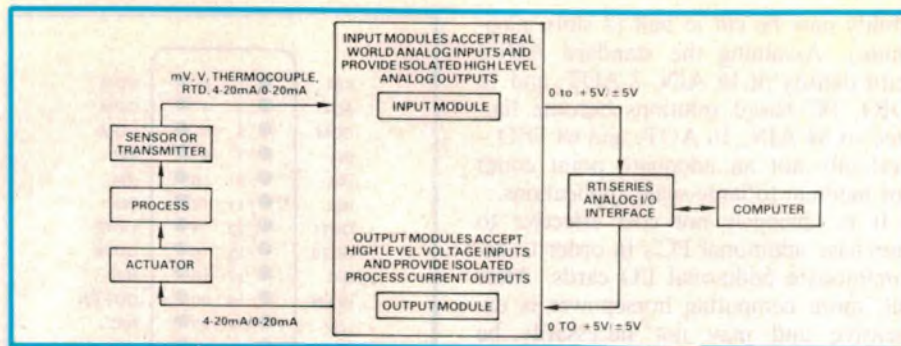 INPUT MODULES ACCEPT REAL
WORLD ANALOG INPUTS AND
PROVIDE ISOLATED HIGH LEVEL
ANALOG OUTPUTS
INPUT MODULE
mV, V, THERMOCOUPLE,
RTD, 4-20mA/0-20mA
0 to +5V/±5V
SENSOR OR
TRANSMITTER
PROCESS
ACTUATOR
RTI SERIES
ANALOG I/O
INTERFACE
COMPUTER
OUTPUT MODULES ACCEPT
HIGH LEVEL VOLTAGE INPUTS
AND PROVIDE ISOLATED
PROCESS CURRENT OUTPUTS
OUTPUT MODULE
4-20mA/0-20mA
0 TO +5V/±5V